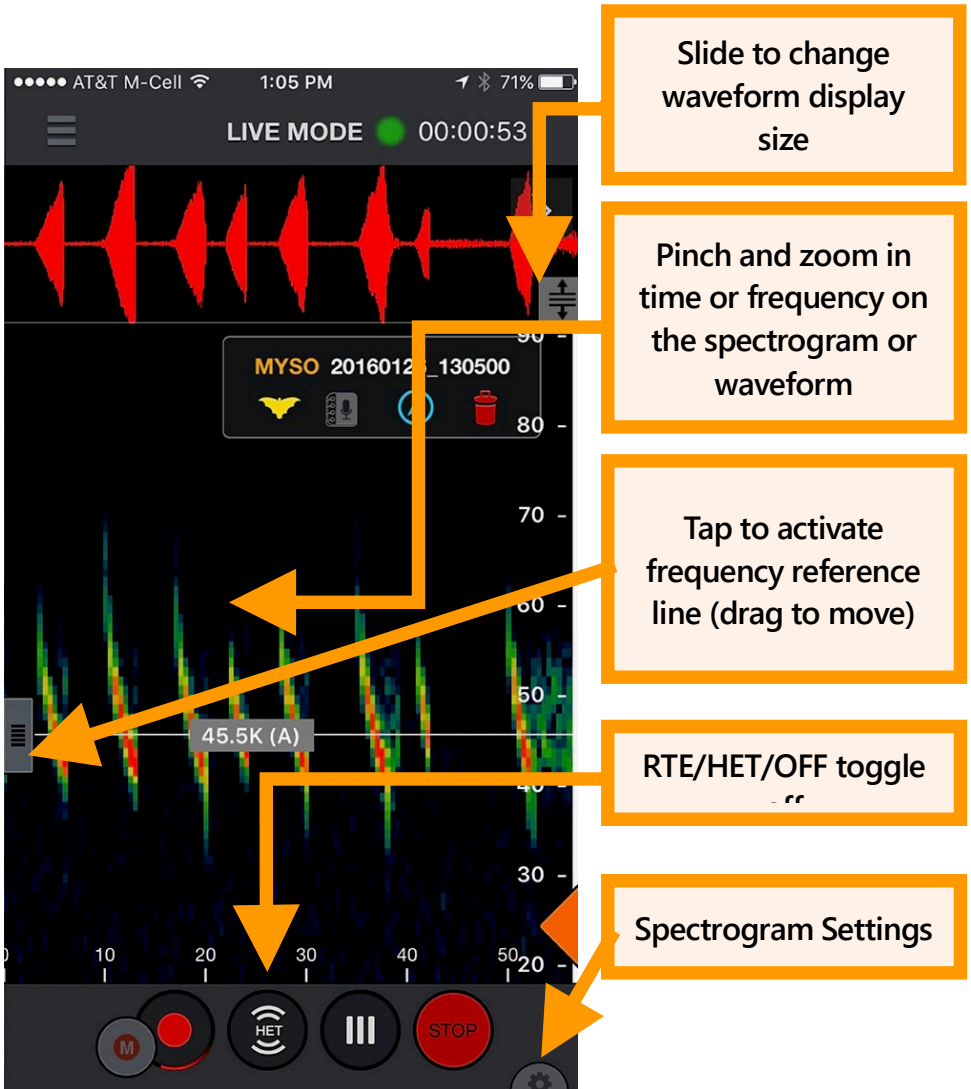 AT&T M-Cell 1:05 PM 71%
LIVE MODE 00:00:53
Slide to change
waveform display
size
Pinch and zoom in
time or frequency on
the spectrogram or
waveform
Tap to activate
frequency reference
line (drag to move)
RTE/HET/OFF toggle
Spectrogram Settings
90
MYSO 20160126_130500
80
70
60
50
45.5K (A)
40
30
20
10 20 30 40 50
M
HET
STOP